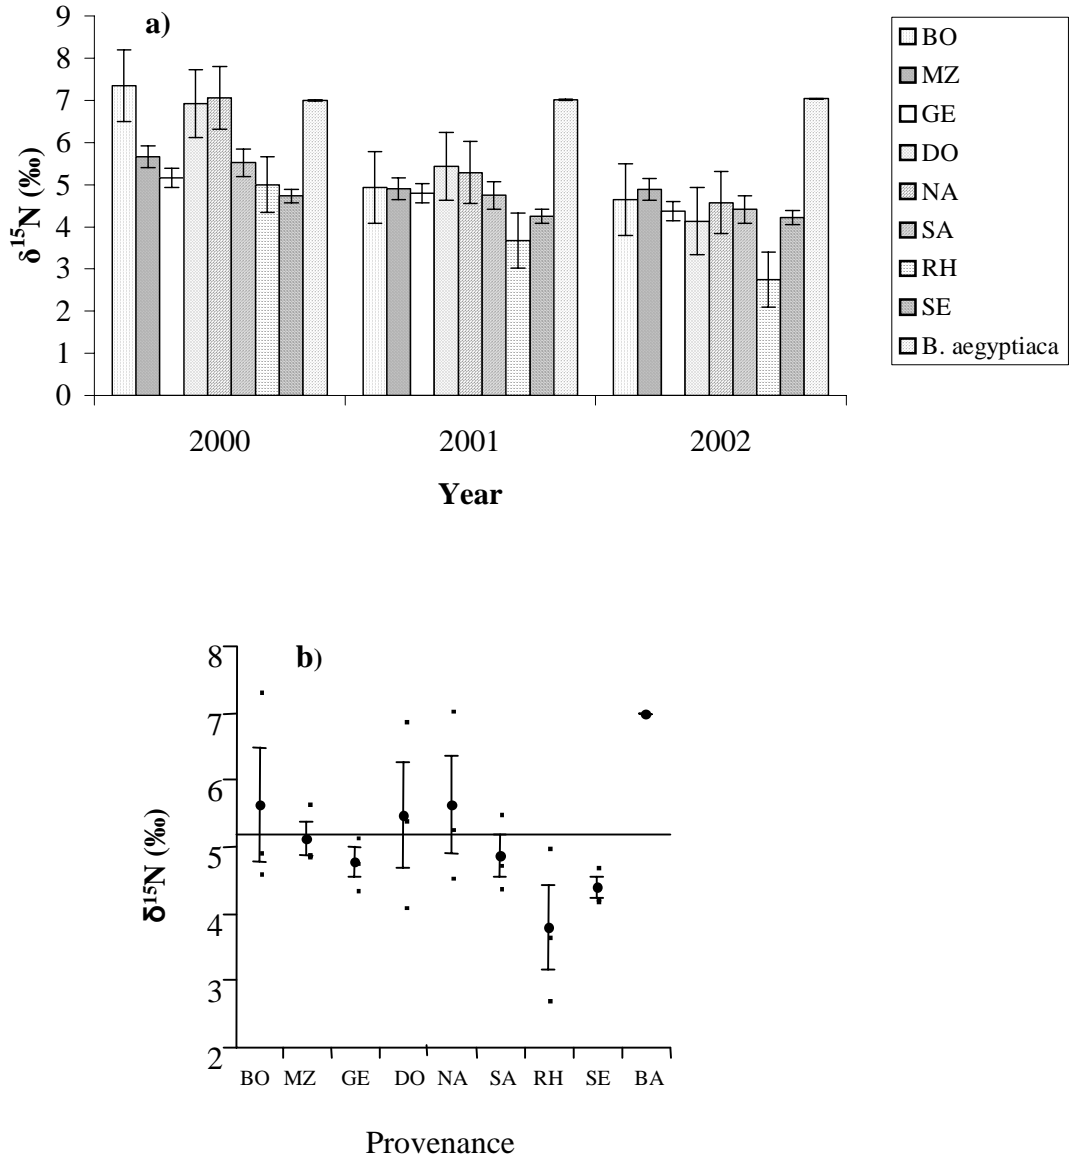 a)
9
8
7
6
5
4
3
2
1
0
δ¹⁵N (‰)
2000 2001 2002
Year
BO
MZ
GE
DO
NA
SA
RH
SE
B. aegyptiaca
b)
8
7
6
5
4
3
2
δ¹⁵N (‰)
BO MZ GE DO NA SA RH SE BA
Provenance